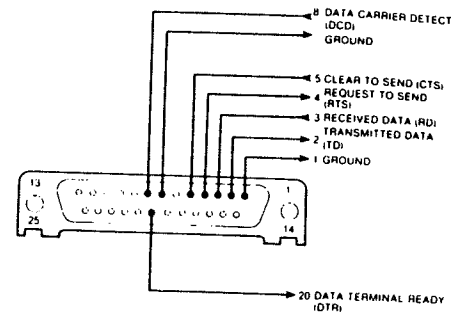 8 DATA CARRIER DETECT
(DCD)
GROUND
5 CLEAR TO SEND (CTS)
4 REQUEST TO SEND
(RTS)
3 RECEIVED DATA (RD)
2 TRANSMITTED DATA
(TD)
1 GROUND
13
1
25
14
20 DATA TERMINAL READY
(DTR)